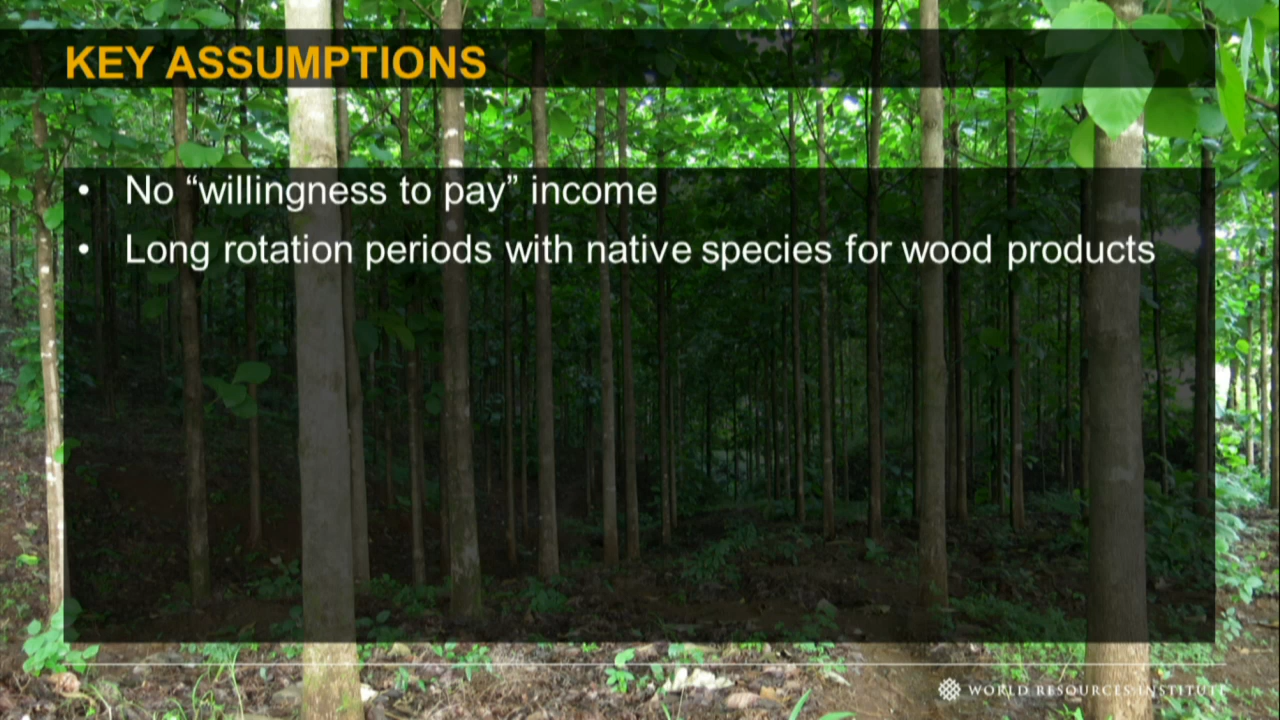 KEY ASSUMPTIONS
• No “willingness to pay” income
• Long rotation periods with native species for wood products
WORLD RESOURCES INSTITUTE